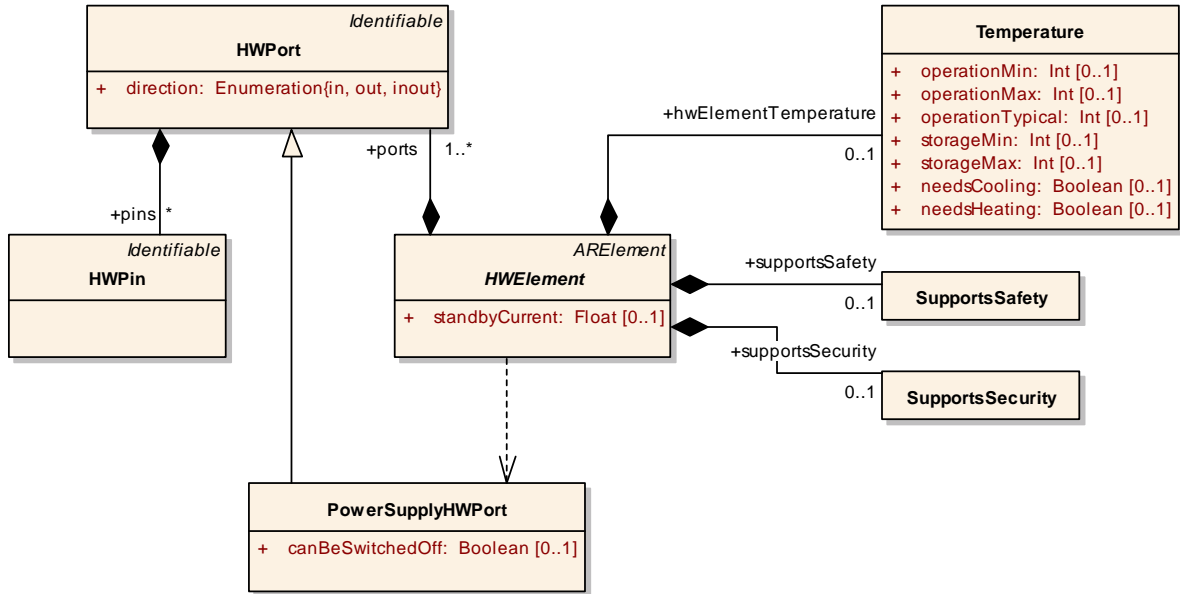 Identifiable
HWPort
+ direction: Enumeration{in, out, inout}
Temperature
+ operationMin: Int [0..1]
+ operationMax: Int [0..1]
+ operationTypical: Int [0..1]
+ storageMin: Int [0..1]
+ storageMax: Int [0..1]
+ needsCooling: Boolean [0..1]
+ needsHeating: Boolean [0..1]
+hwElementTemperature
0..1
+ports 1..*
+pins *
Identifiable
HWPin
ARElement
HWElement
+ standbyCurrent: Float [0..1]
+supportsSafety
0..1
SupportsSafety
+supportsSecurity
0..1
SupportsSecurity
PowerSupplyHWPort
+ canBeSwitchedOff: Boolean [0..1]